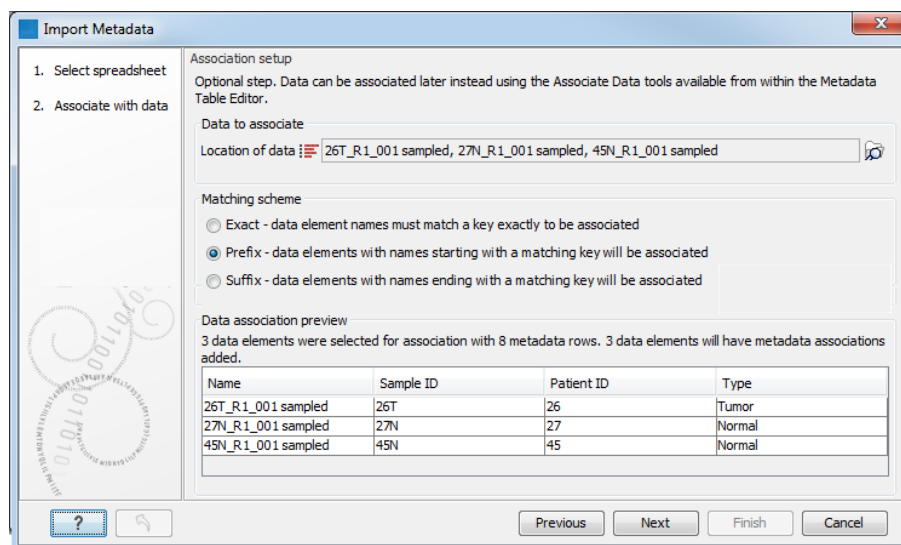 Import Metadata
1. Select spreadsheet
2. Associate with data
Association setup
Optional step. Data can be associated later instead using the Associate Data tools available from within the Metadata
Table Editor.
Data to associate
Location of data 26T_R1_001 sampled, 27N_R1_001 sampled, 45N_R1_001 sampled
Matching scheme
Exact - data element names must match a key exactly to be associated
Prefix - data elements with names starting with a matching key will be associated
Suffix - data elements with names ending with a matching key will be associated
Data association preview
3 data elements were selected for association with 8 metadata rows. 3 data elements will have metadata associations
added.
Name Sample ID Patient ID Type
26T_R1_001 sampled 26T 26 Tumor
27N_R1_001 sampled 27N 27 Normal
45N_R1_001 sampled 45N 45 Normal
? Previous Next Finish Cancel